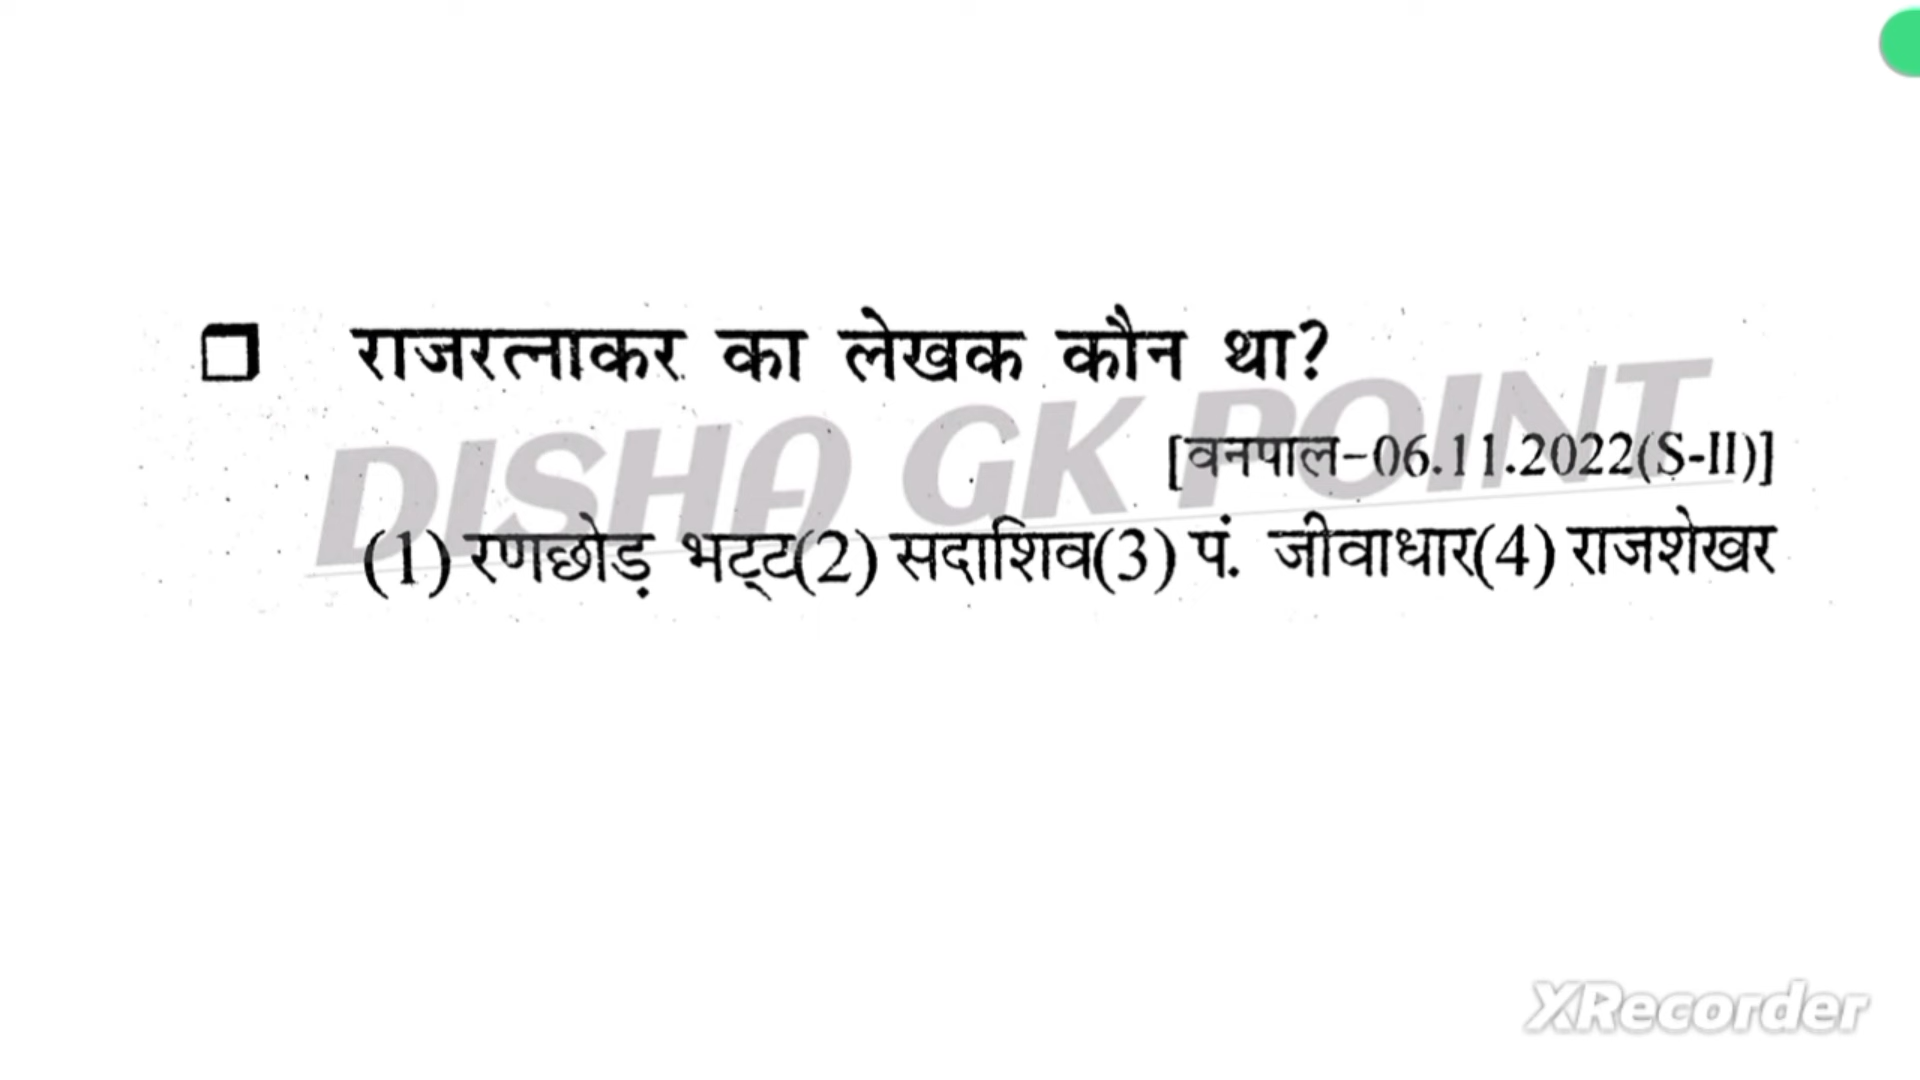 राजरत्नाकर का लेखक कौन था?
DISHA GK POINT
[वनपाल-06.11.2022(S-II)]
(1) रणछोड़ भट्ट(2) सदाशिव(3) पं. जीवाधार(4) राजशेखर
XRecorder